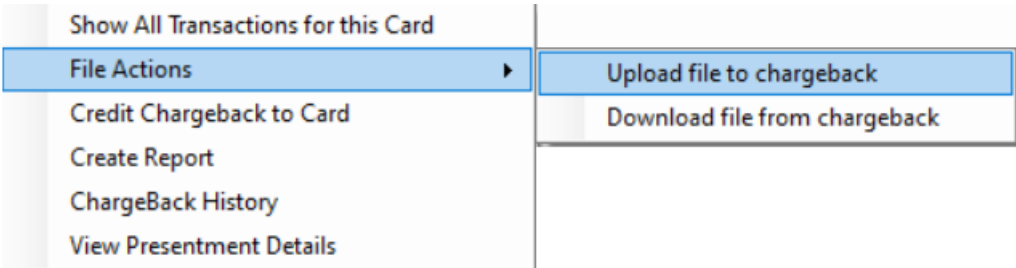 Show All Transactions for this Card
File Actions
Upload file to chargeback
Download file from chargeback
Credit Chargeback to Card
Create Report
ChargeBack History
View Presentment Details